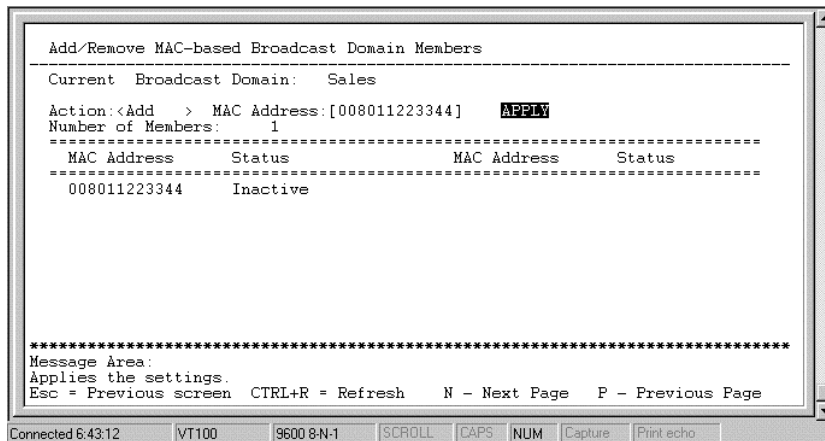 Add/Remove MAC-based Broadcast Domain Members
Current Broadcast Domain: Sales
Action:<Add > MAC Address:[008011223344] APPLY
Number of Members: 1
=========================================================================
MAC Address Status MAC Address Status
=========================================================================
008011223344 Inactive
******************************************************************************
Message Area:
Applies the settings.
Esc = Previous screen CTRL+R = Refresh N - Next Page P - Previous Page
Connected 6:43:12 VT100 9600 8-N-1 SCROLL CAPS NUM Capture Print echo